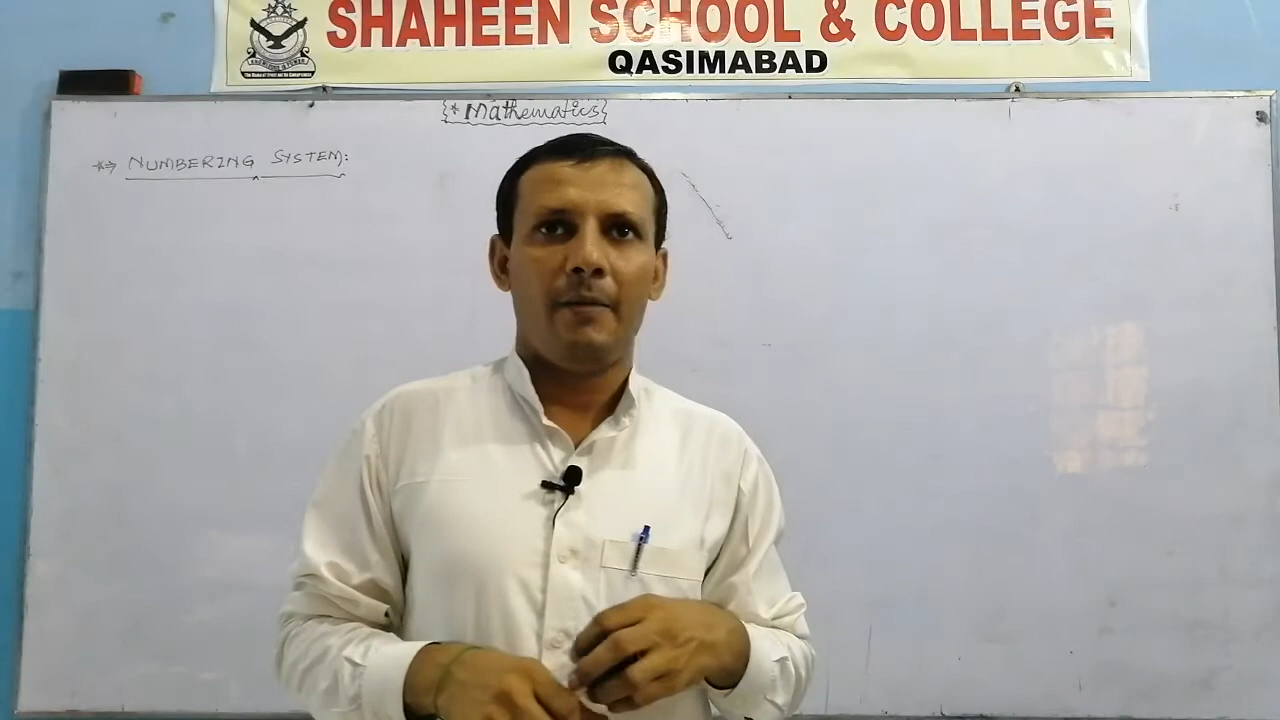 SHAHEEN SCHOOL & COLLEGE
QASIMABAD
{* Mathematics}
*⇒ NUMBERING SYSTEM: